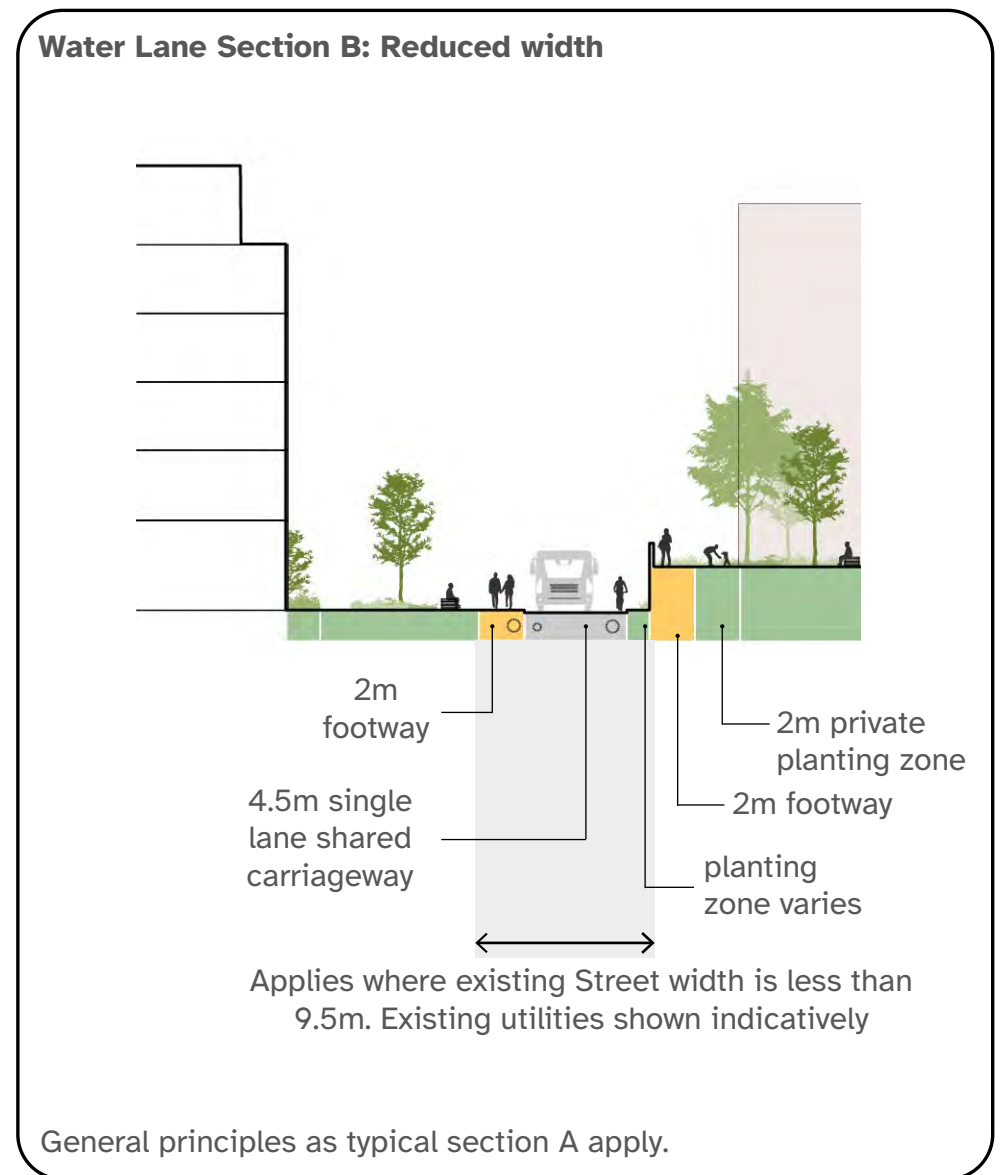 Water Lane Section B: Reduced width
2m
footway
4.5m single
lane shared
carriageway
2m private
planting zone
2m footway
planting
zone varies
Applies where existing Street width is less than
9.5m. Existing utilities shown indicatively
General principles as typical section A apply.